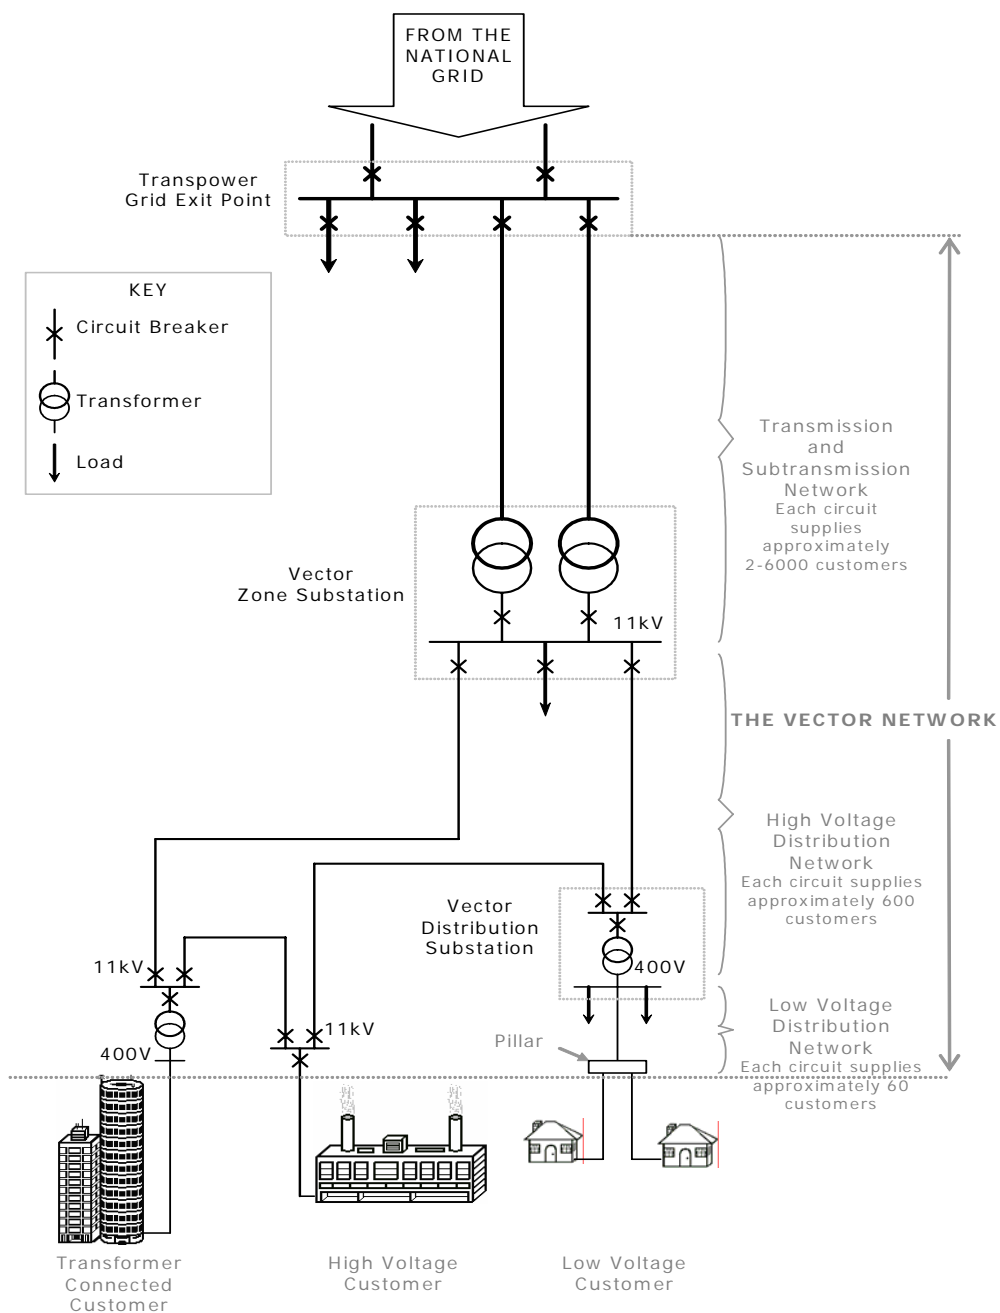 FROM THE
NATIONAL
GRID
Transpower
Grid Exit Point
KEY
Circuit Breaker
Transformer
Load
Transmission
and
Subtransmission
Network
Each circuit
supplies
approximately
2-6000 customers
Vector
Zone Substation
11kV
THE VECTOR NETWORK
High Voltage
Distribution
Network
Each circuit supplies
approximately 600
customers
Vector
Distribution
Substation
400V
11kV
11kV
400V
Pillar
Low Voltage
Distribution
Network
Each circuit supplies
approximately 60
customers
Transformer
Connected
Customer
High Voltage
Customer
Low Voltage
Customer